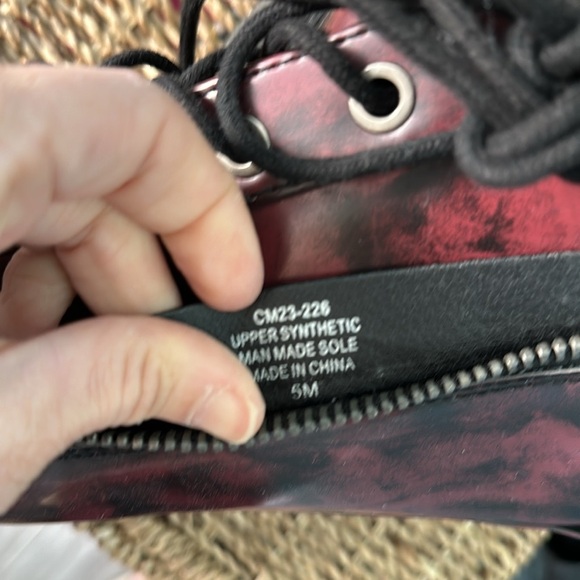 CM23-226
UPPER SYNTHETIC
MAN MADE SOLE
MADE IN CHINA
5M